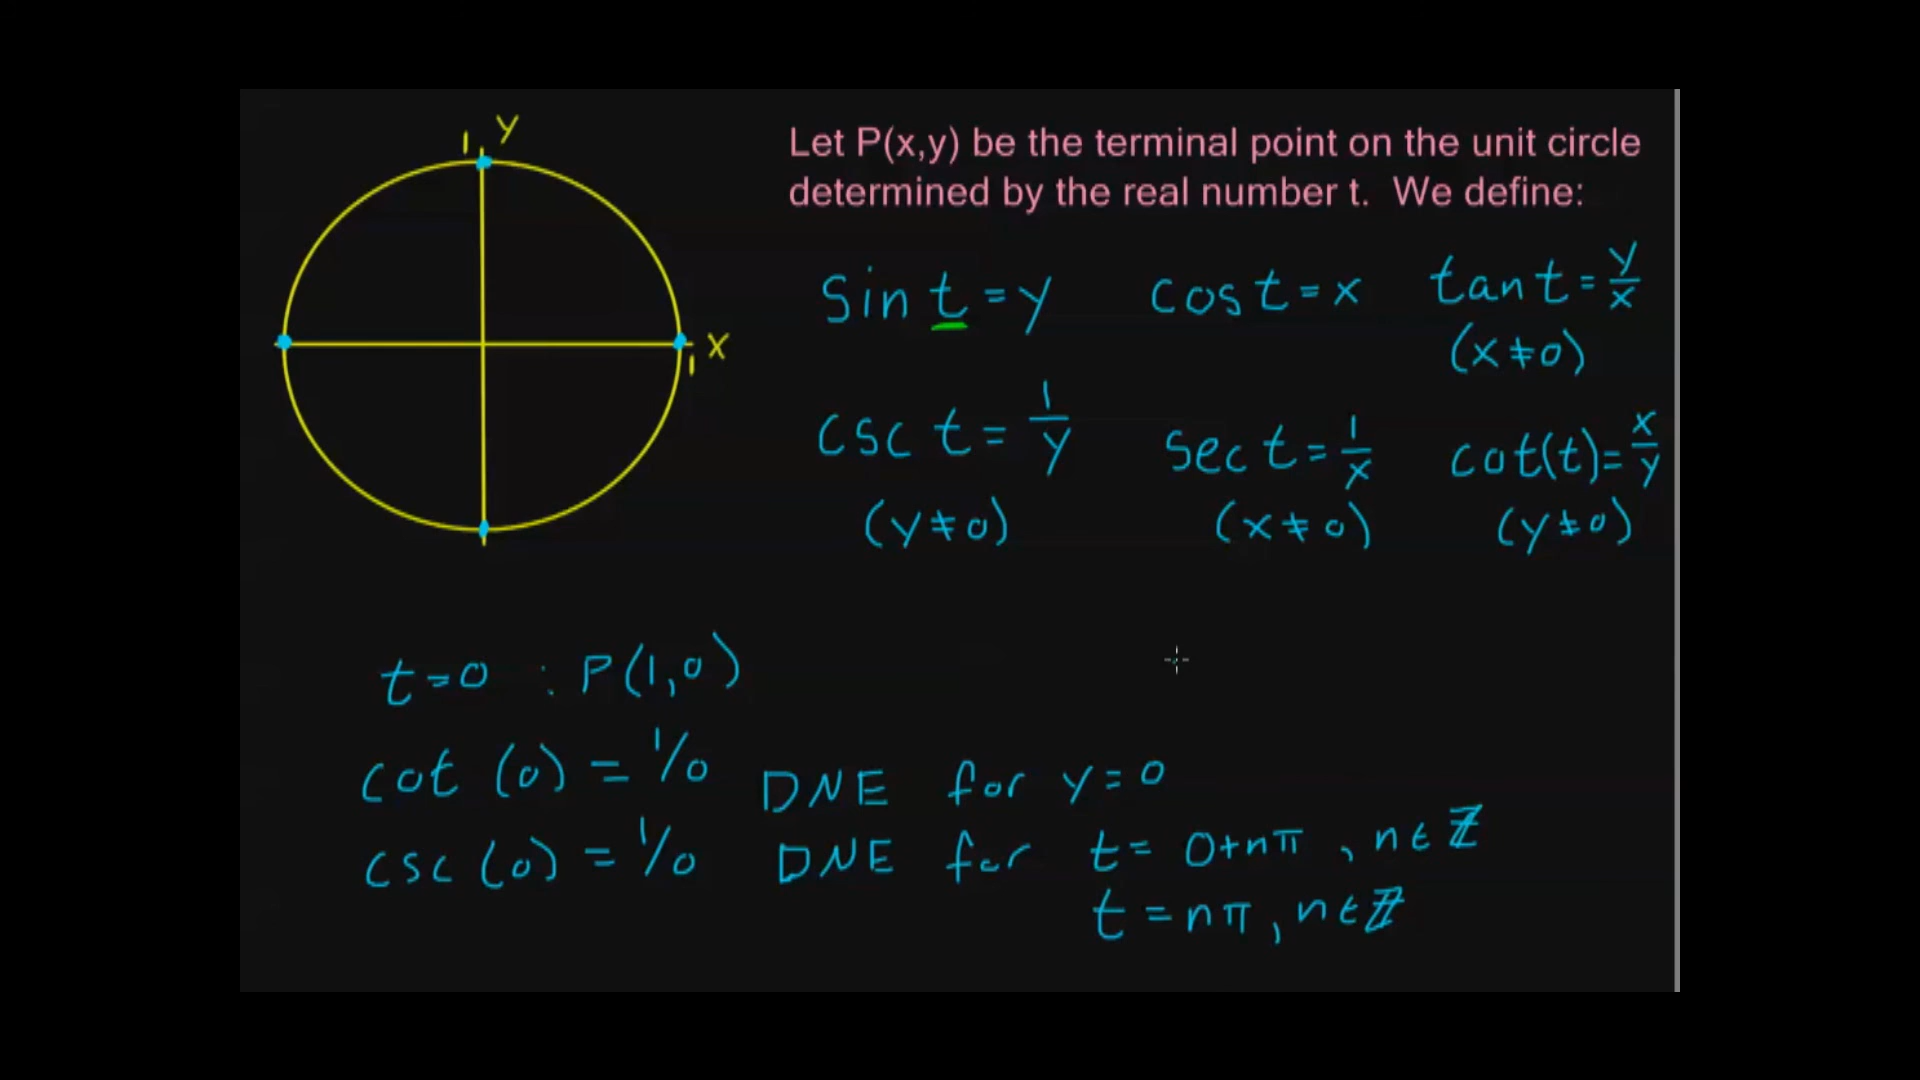 1 y
x
1
Let P(x,y) be the terminal point on the unit circle
determined by the real number t. We define:
Sin t = y cos t = x tan t = y/x
(x ≠ 0)
csc t = 1/y sec t = 1/x cot(t) = x/y
(y ≠ 0) (x ≠ 0) (y ≠ 0)
t = 0 : P(1,0)
cot (0) = 1/0 DNE for y = 0
csc (0) = 1/0 DNE for t = 0+nπ , n ∈ ℤ
t = nπ , n ∈ ℤ